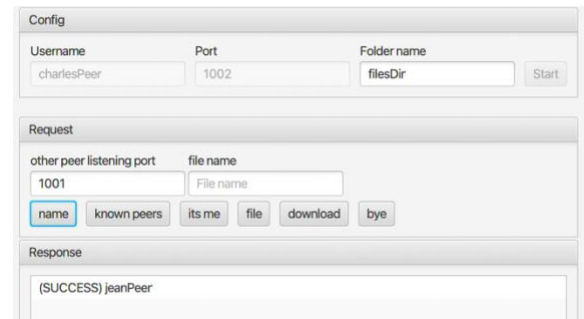 Config
Username Port Folder name
charlesPeer 1002 filesDir Start
Request
other peer listening port file name
1001 File name
name known peers its me file download bye
Response
(SUCCESS) jeanPeer